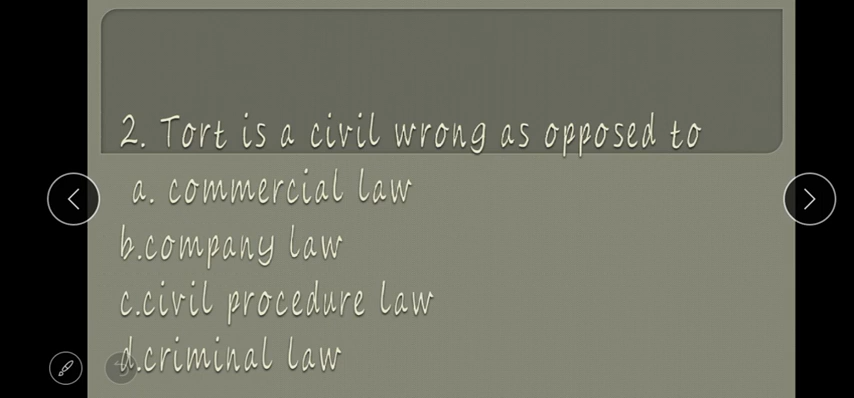 2. Tort is a civil wrong as opposed to
a. commercial law
b.company law
c.civil procedure law
d.criminal law